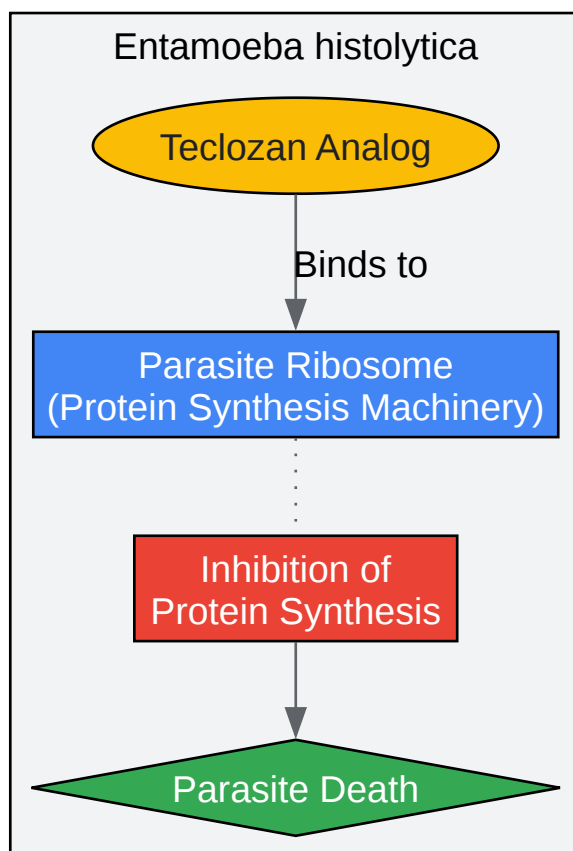 Entamoeba histolytica
Teclozan Analog
Binds to
Parasite Ribosome
(Protein Synthesis Machinery)
Inhibition of
Protein Synthesis
Parasite Death